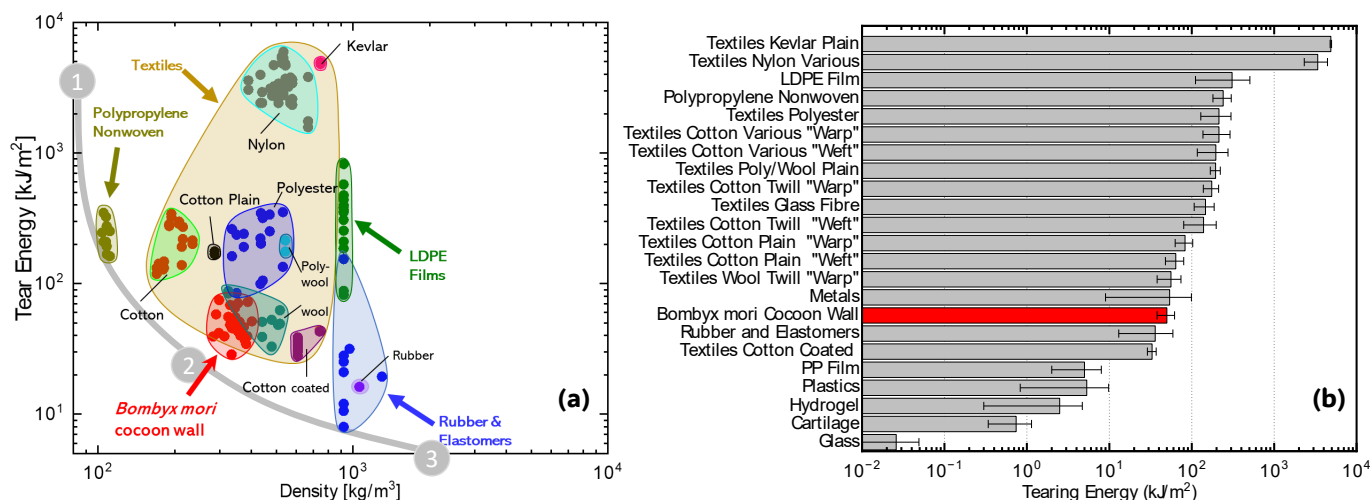 10⁴
10³
10²
10¹
Tear Energy [kJ/m²]
1
Textiles
Kevlar
Polypropylene
Nonwoven
Nylon
Polyester
Cotton Plain
Poly-
wool
LDPE
Films
Cotton
wool
2
Cotton coated
Rubber
Bombyx mori
cocoon wall
Rubber &
Elastomers
3
(a)
10² 10³ 10⁴
Density [kg/m³]
Textiles Kevlar Plain
Textiles Nylon Various
LDPE Film
Polypropylene Nonwoven
Textiles Polyester
Textiles Cotton Various "Warp"
Textiles Cotton Various "Weft"
Textiles Poly/Wool Plain
Textiles Cotton Twill "Warp"
Textiles Glass Fibre
Textiles Cotton Twill "Weft"
Textiles Cotton Plain "Warp"
Textiles Cotton Plain "Weft"
Textiles Wool Twill "Warp"
Metals
Bombyx mori Cocoon Wall
Rubber and Elastomers
Textiles Cotton Coated
PP Film
Plastics
Hydrogel
Cartilage
Glass
(b)
10⁻² 10⁻¹ 10⁰ 10¹ 10² 10³ 10⁴
Tearing Energy (kJ/m²)